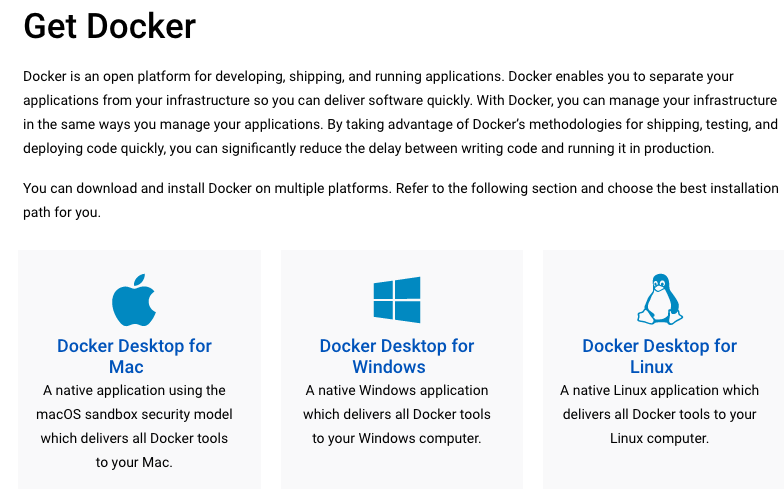 Get Docker
Docker is an open platform for developing, shipping, and running applications. Docker enables you to separate your
applications from your infrastructure so you can deliver software quickly. With Docker, you can manage your infrastructure
in the same ways you manage your applications. By taking advantage of Docker’s methodologies for shipping, testing, and
deploying code quickly, you can significantly reduce the delay between writing code and running it in production.
You can download and install Docker on multiple platforms. Refer to the following section and choose the best installation
path for you.
Docker Desktop for
Mac
A native application using the
macOS sandbox security model
which delivers all Docker tools
to your Mac.
Docker Desktop for
Windows
A native Windows application
which delivers all Docker tools
to your Windows computer.
Docker Desktop for
Linux
A native Linux application which
delivers all Docker tools to your
Linux computer.